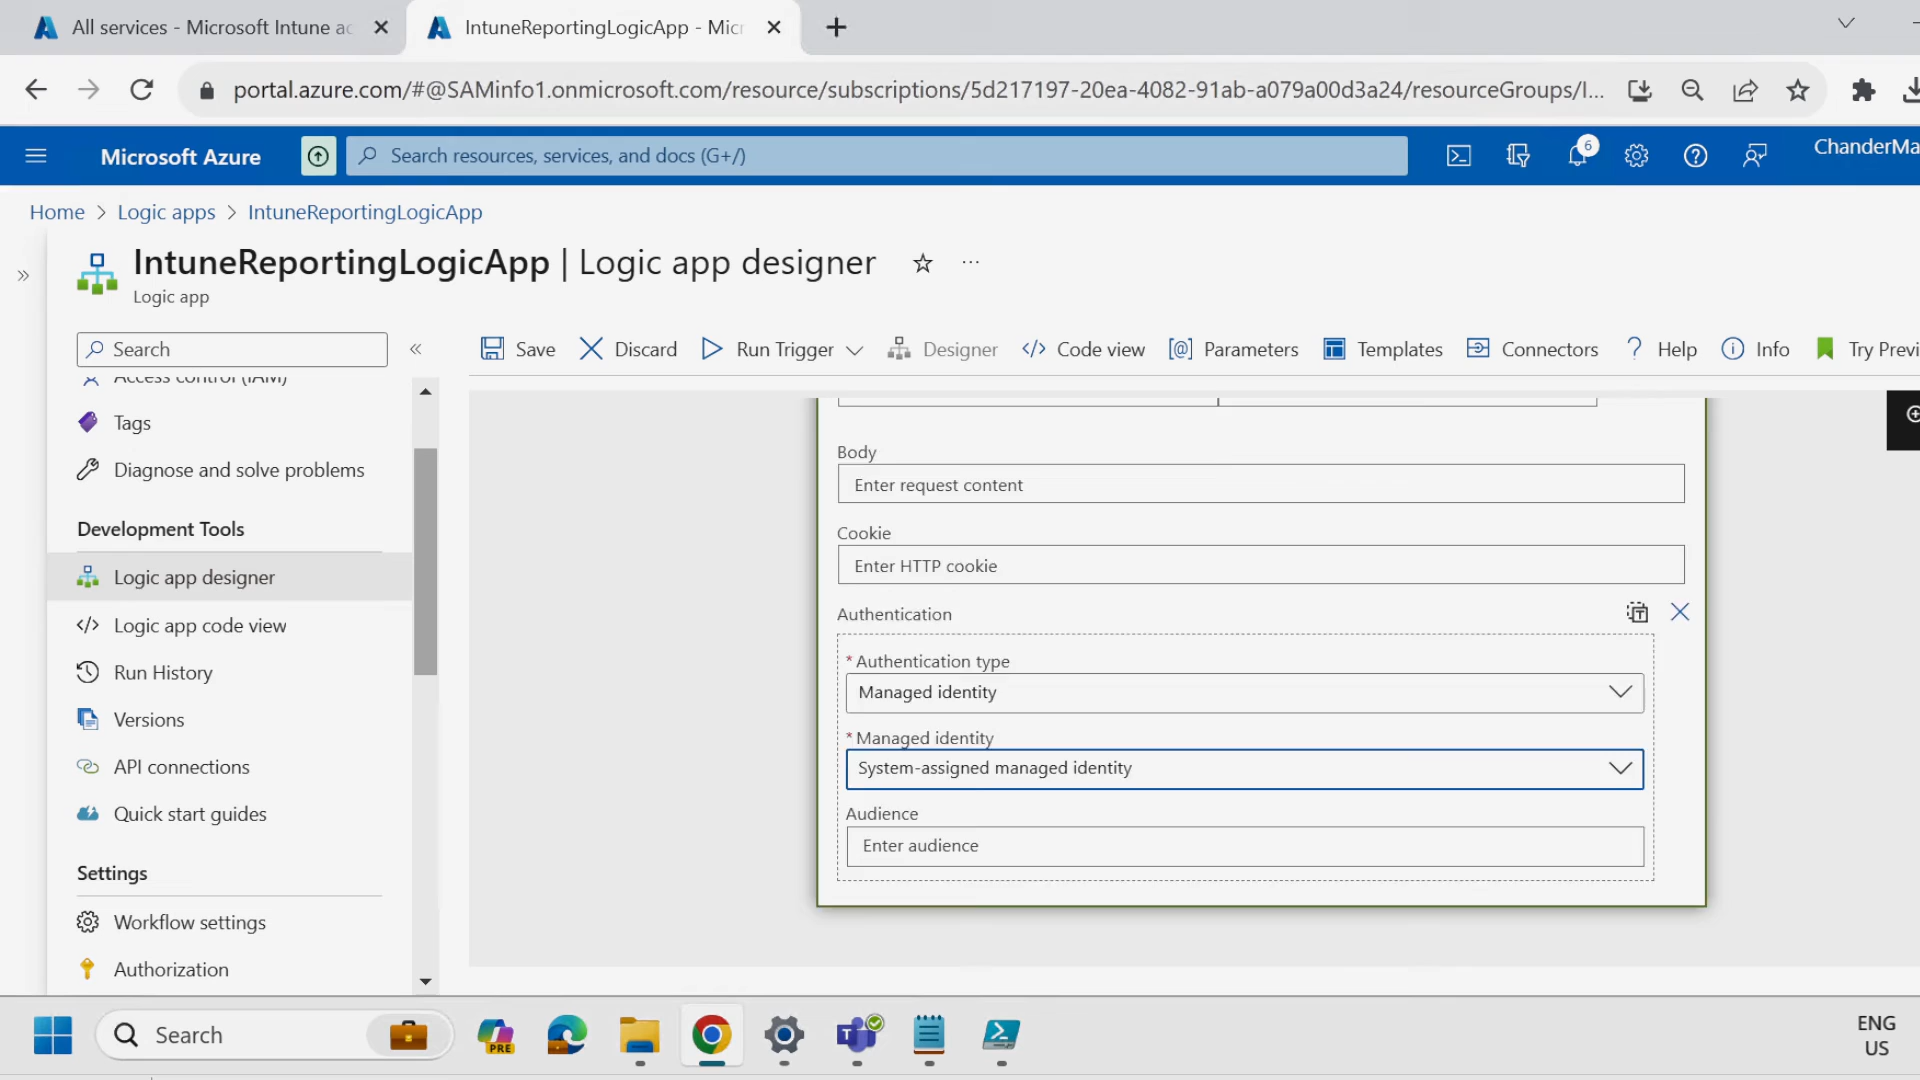 All services - Microsoft Intune ac
IntuneReportingLogicApp - Micr
portal.azure.com/#@SAMinfo1.onmicrosoft.com/resource/subscriptions/5d217197-20ea-4082-91ab-a079a00d3a24/resourceGroups/I...
Microsoft Azure
Search resources, services, and docs (G+/)
6
ChanderMa
Home > Logic apps > IntuneReportingLogicApp
IntuneReportingLogicApp | Logic app designer
Logic app
Search
Save
Discard
Run Trigger
Designer
Code view
Parameters
Templates
Connectors
Help
Info
Try Previ
Access control (IAM)
Tags
Diagnose and solve problems
Development Tools
Logic app designer
Logic app code view
Run History
Versions
API connections
Quick start guides
Settings
Workflow settings
Authorization
Body
Enter request content
Cookie
Enter HTTP cookie
Authentication
* Authentication type
Managed identity
* Managed identity
System-assigned managed identity
Audience
Enter audience
Search
PRE
ENG
US